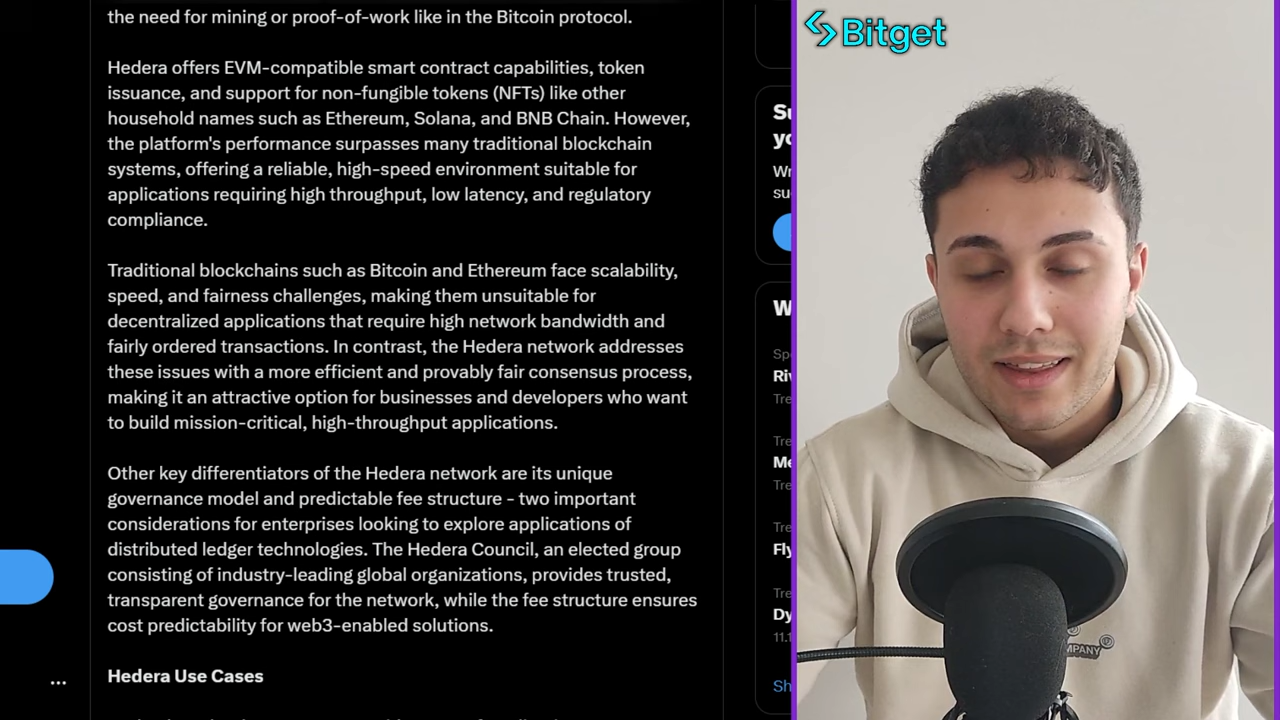 the need for mining or proof-of-work like in the Bitcoin protocol.
Hedera offers EVM-compatible smart contract capabilities, token
issuance, and support for non-fungible tokens (NFTs) like other
household names such as Ethereum, Solana, and BNB Chain. However,
the platform's performance surpasses many traditional blockchain
systems, offering a reliable, high-speed environment suitable for
applications requiring high throughput, low latency, and regulatory
compliance.
Traditional blockchains such as Bitcoin and Ethereum face scalability,
speed, and fairness challenges, making them unsuitable for
decentralized applications that require high network bandwidth and
fairly ordered transactions. In contrast, the Hedera network addresses
these issues with a more efficient and provably fair consensus process,
making it an attractive option for businesses and developers who want
to build mission-critical, high-throughput applications.
Other key differentiators of the Hedera network are its unique
governance model and predictable fee structure - two important
considerations for enterprises looking to explore applications of
distributed ledger technologies. The Hedera Council, an elected group
consisting of industry-leading global organizations, provides trusted,
transparent governance for the network, while the fee structure ensures
cost predictability for web3-enabled solutions.
...
Hedera Use Cases
Bitget